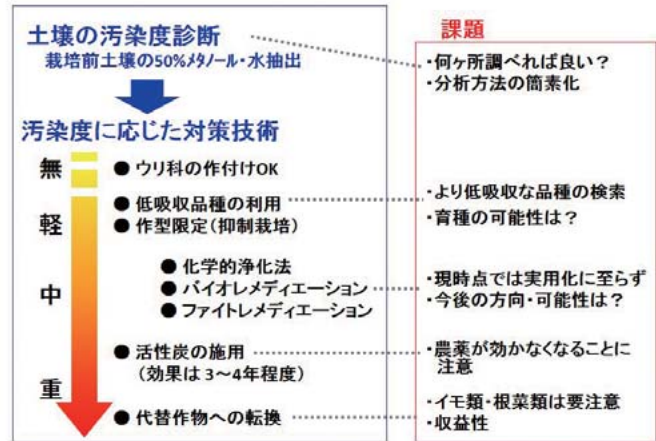 土壌の汚染度診断
栽培前土壌の50%メタノール・水抽出
汚染度に応じた対策技術
無
軽
中
重
● ウリ科の作付けOK
● 低吸収品種の利用
● 作型限定(抑制栽培)
● 化学的浄化法
● バイオレメディエーション
● ファイトレメディエーション
● 活性炭の施用
(効果は 3～4年程度)
● 代替作物への転換
課題
・何ヶ所調べれば良い？
・分析方法の簡素化
・より低吸収な品種の検索
・育種の可能性は？
・現時点では実用化に至らず
・今後の方向・可能性は？
・農薬が効かなくなることに
注意
・イモ類・根菜類は要注意
・収益性